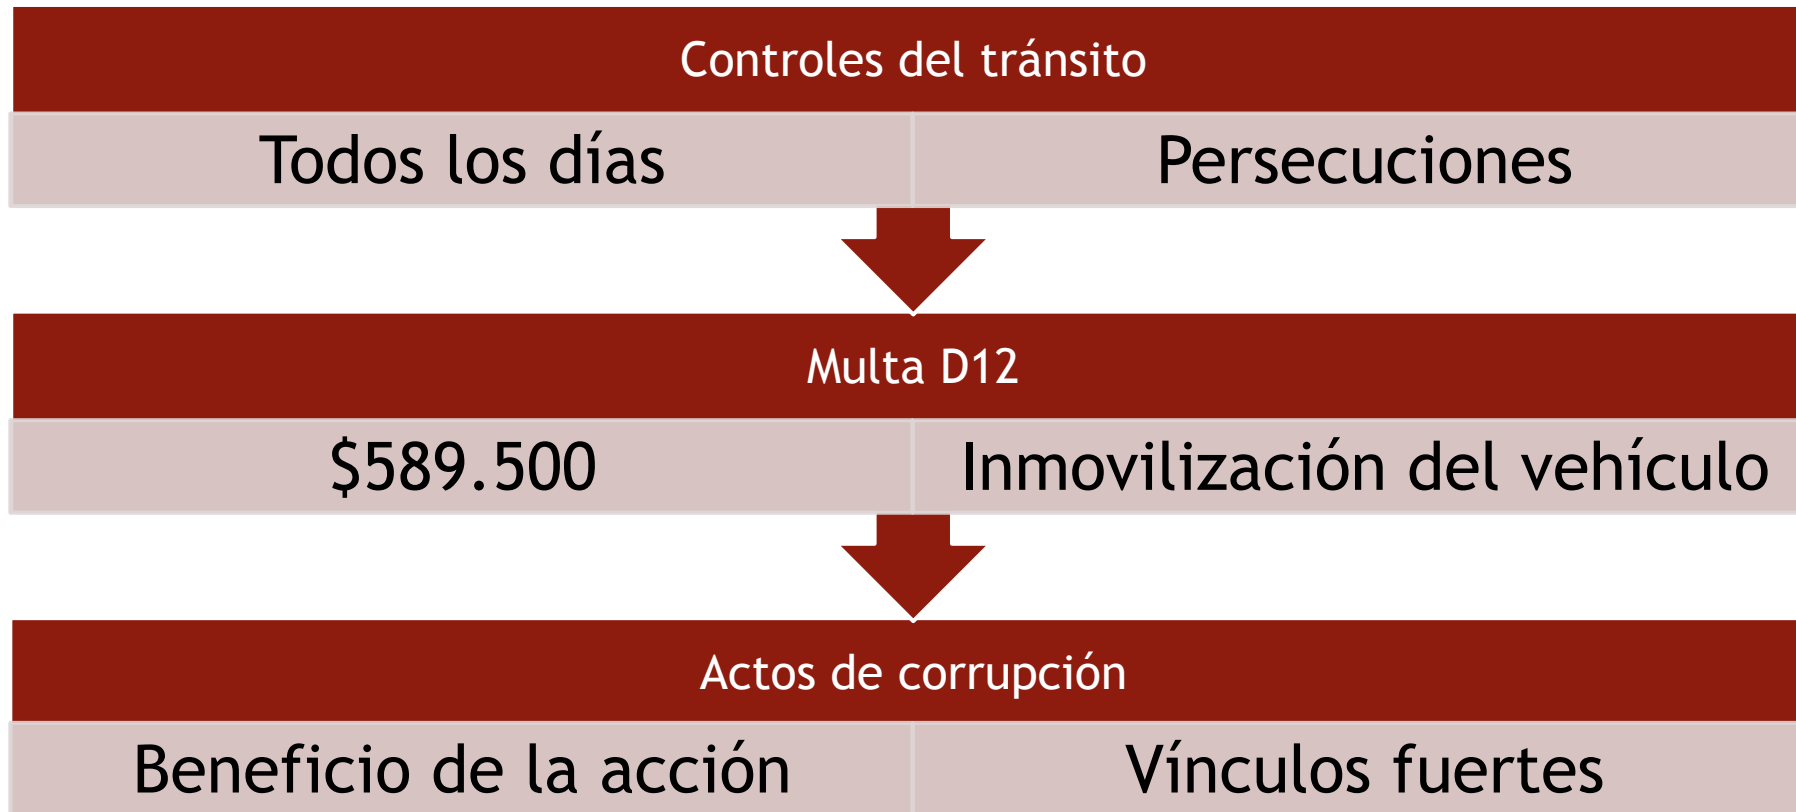 Controles del tránsito
Todos los días
Persecuciones
Multa D12
$589.500
Inmovilización del vehículo
Actos de corrupción
Beneficio de la acción
Vínculos fuertes